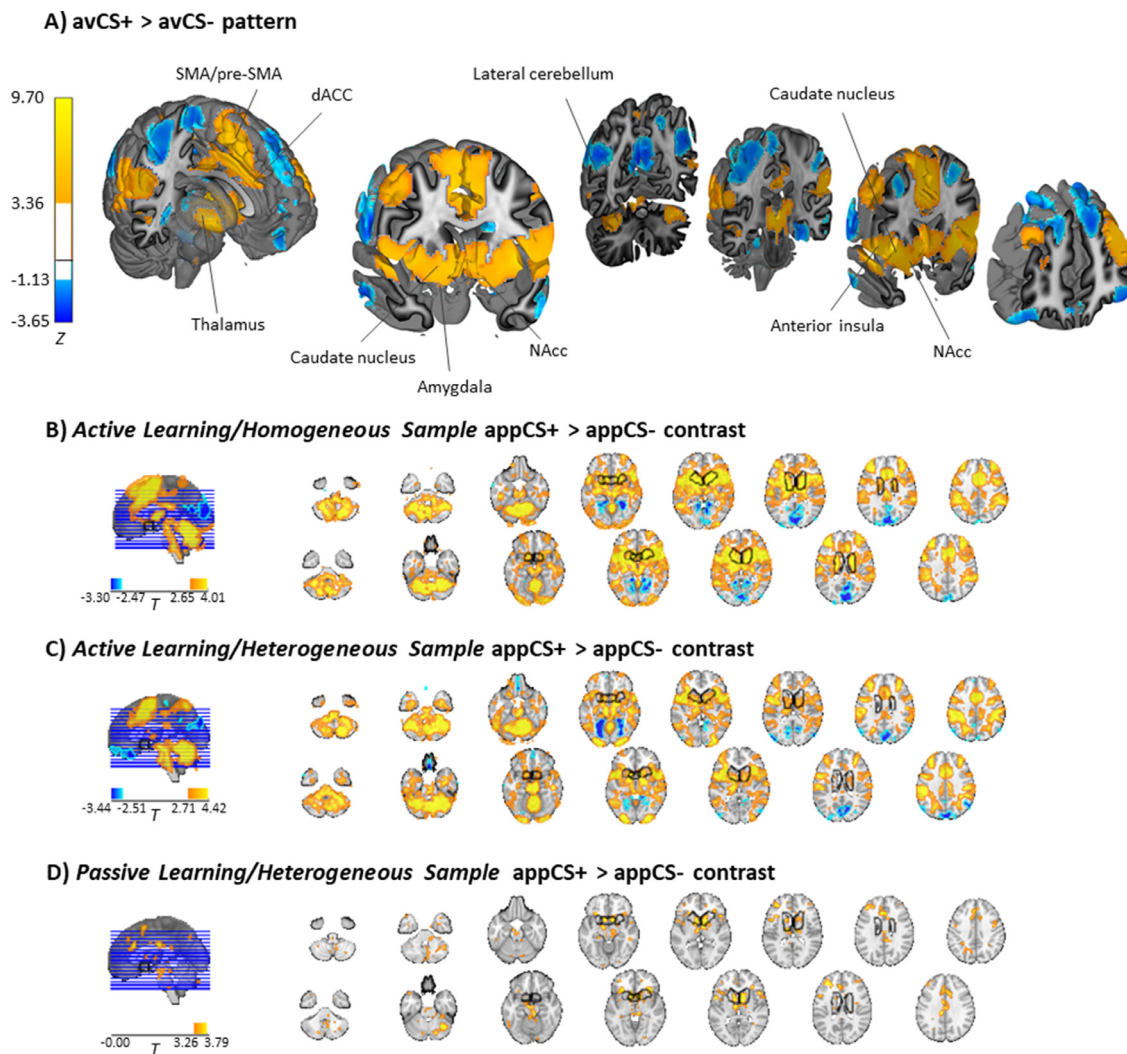 A) avCS+ > avCS- pattern
SMA/pre-SMA
dACC
Lateral cerebellum
Caudate nucleus
9.70
3.36
-1.13
-3.65
Z
Thalamus
Caudate nucleus
Amygdala
NAcc
Anterior insula
NAcc
B) Active Learning/Homogeneous Sample appCS+ > appCS- contrast
-3.30 -2.47 2.65 4.01
T
C) Active Learning/Heterogeneous Sample appCS+ > appCS- contrast
-3.44 -2.51 2.71 4.42
T
D) Passive Learning/Heterogeneous Sample appCS+ > appCS- contrast
-0.00 3.26 3.79
T